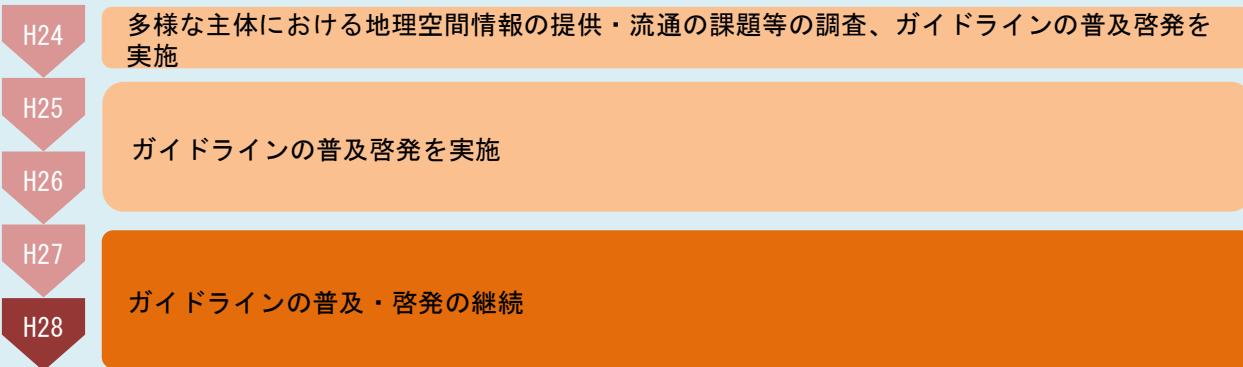 H24
多様な主体における地理空間情報の提供・流通の課題等の調査、ガイドラインの普及啓発を
実施
H25
ガイドラインの普及啓発を実施
H26
H27
ガイドラインの普及・啓発の継続
H28